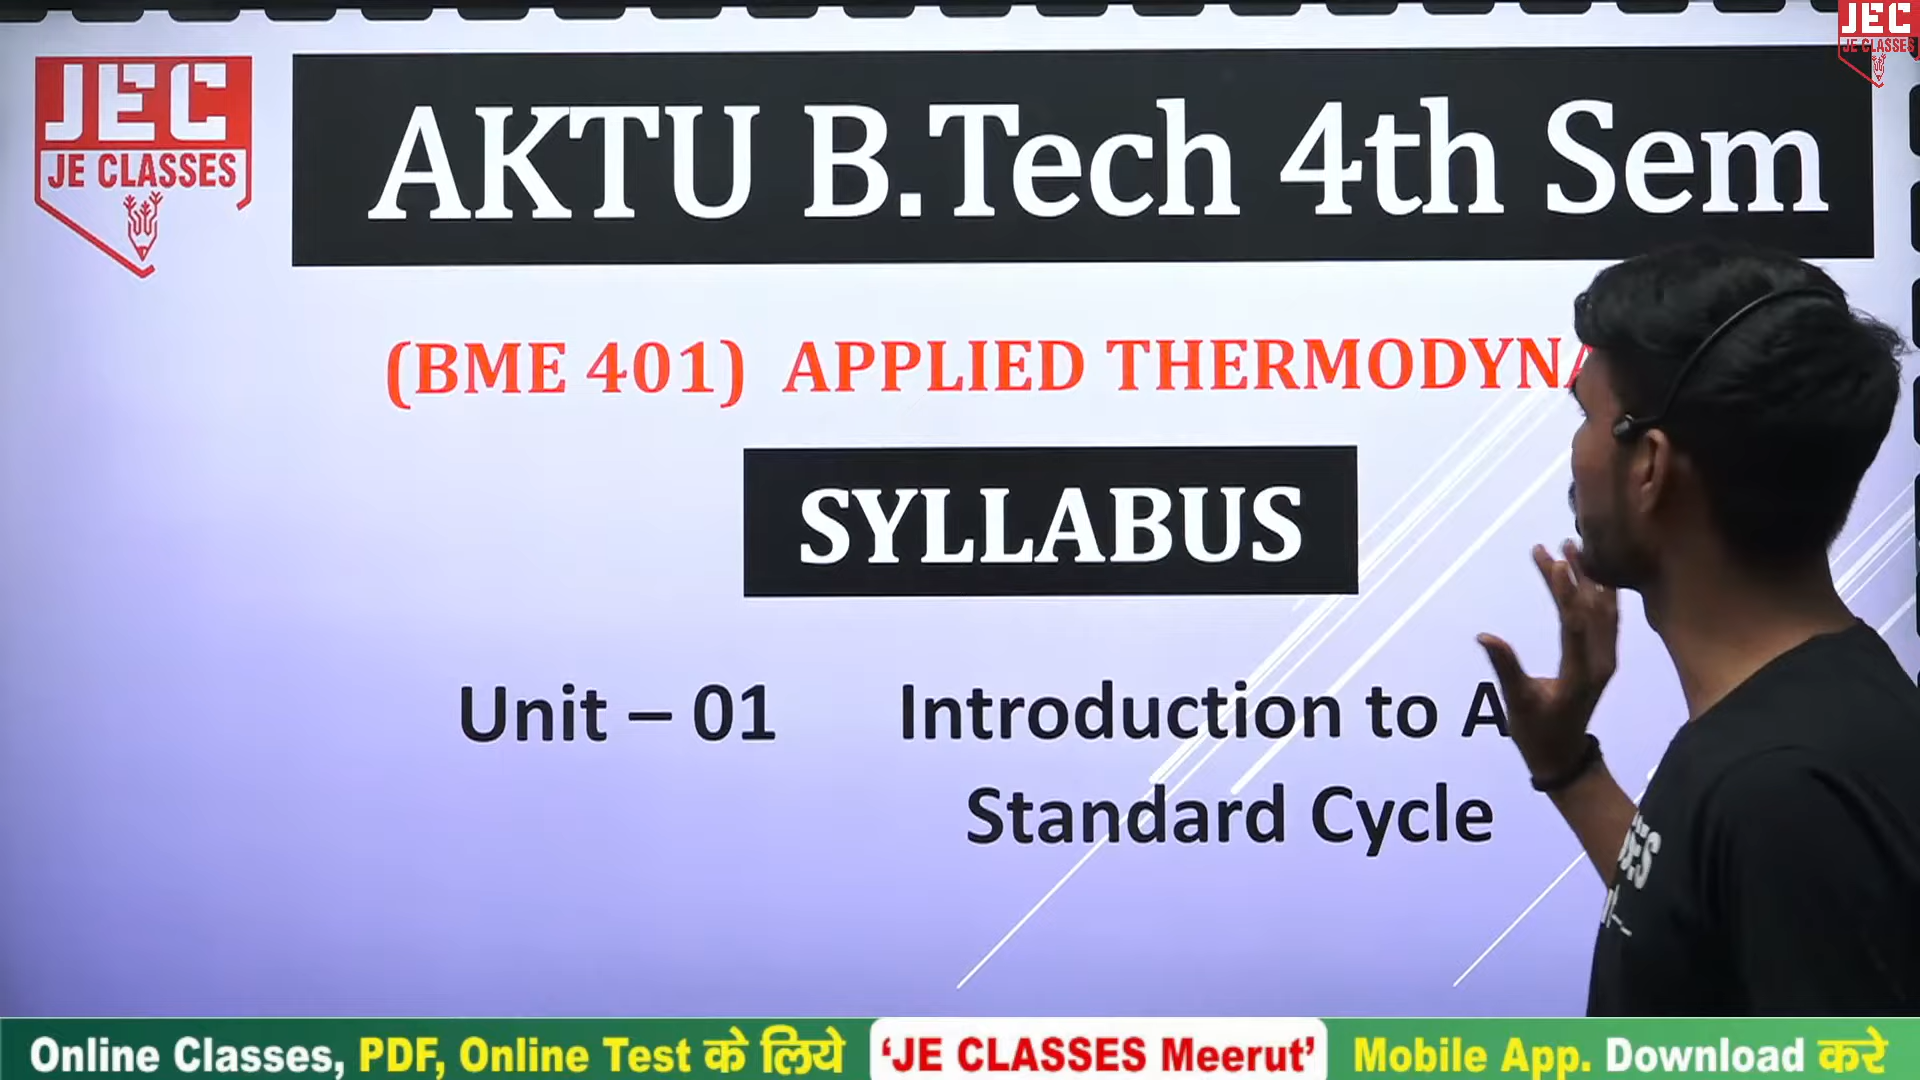 JEC
JE CLASSES
JEC
JE CLASSES
AKTU B.Tech 4th Sem
(BME 401) APPLIED THERMODYNA
SYLLABUS
Unit – 01 Introduction to A
Standard Cycle
Online Classes, PDF, Online Test के लिये 'JE CLASSES Meerut' Mobile App. Download करे